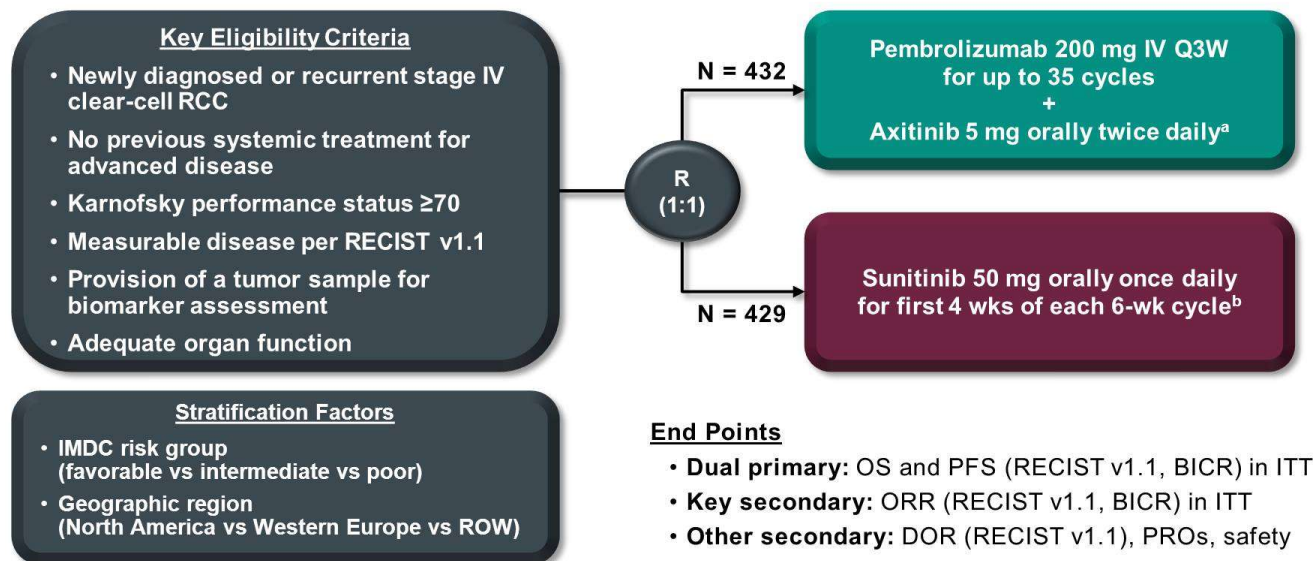 Key Eligibility Criteria
• Newly diagnosed or recurrent stage IV
clear-cell RCC
• No previous systemic treatment for
advanced disease
• Karnofsky performance status ≥70
• Measurable disease per RECIST v1.1
• Provision of a tumor sample for
biomarker assessment
• Adequate organ function
Stratification Factors
• IMDC risk group
(favorable vs intermediate vs poor)
• Geographic region
(North America vs Western Europe vs ROW)
R
(1:1)
N = 432
Pembrolizumab 200 mg IV Q3W
for up to 35 cycles
+
Axitinib 5 mg orally twice dailyᵃ
N = 429
Sunitinib 50 mg orally once daily
for first 4 wks of each 6-wk cycleᵇ
End Points
• Dual primary: OS and PFS (RECIST v1.1, BICR) in ITT
• Key secondary: ORR (RECIST v1.1, BICR) in ITT
• Other secondary: DOR (RECIST v1.1), PROs, safety